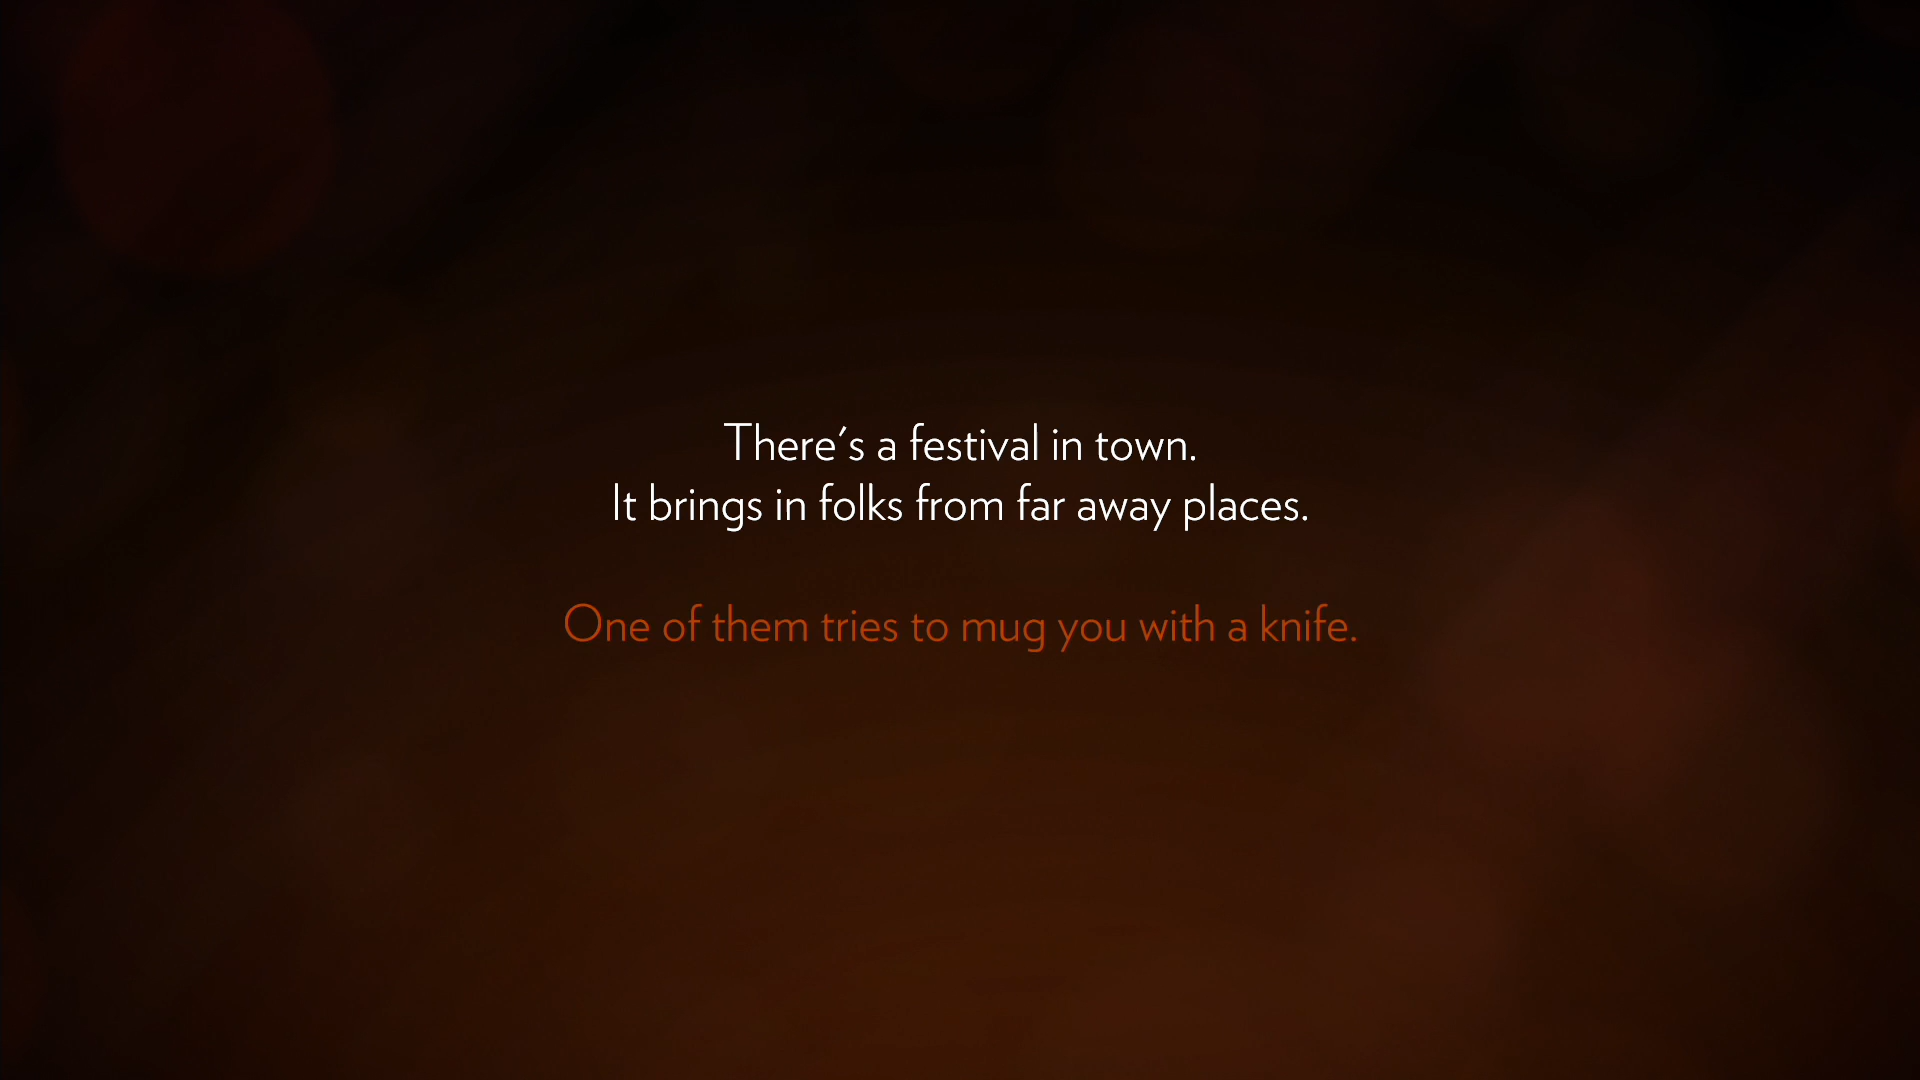 There's a festival in town.
It brings in folks from far away places.
One of them tries to mug you with a knife.